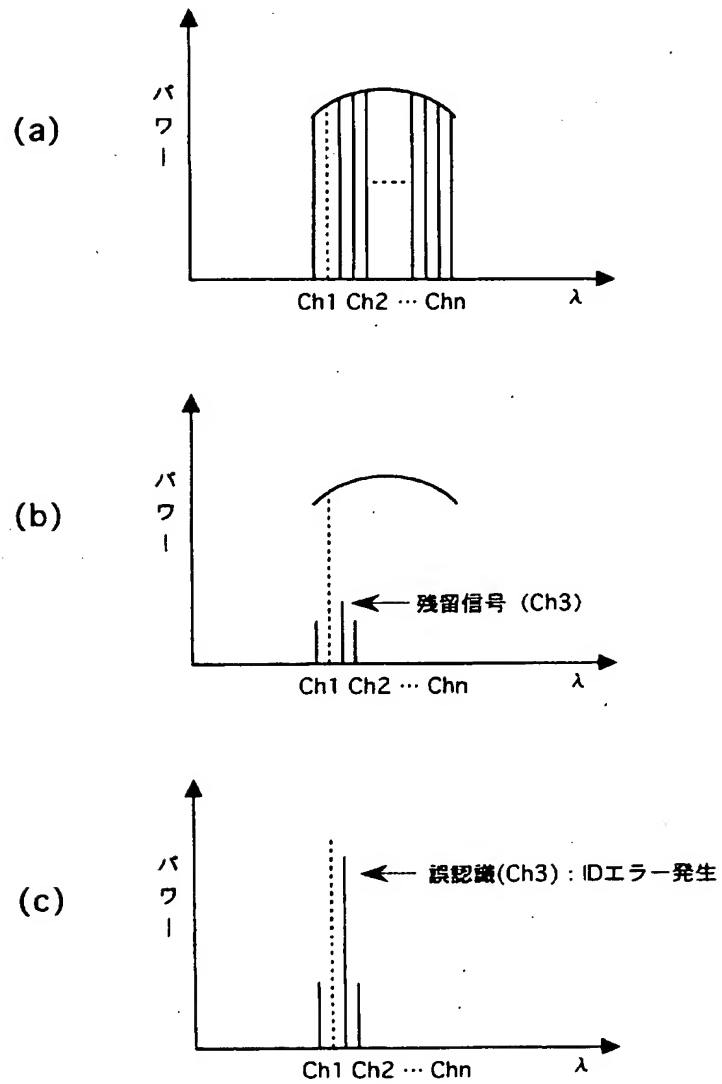 (a)
パワー
Ch1 Ch2 … Chn
λ
(b)
パワー
残留信号 (Ch3)
Ch1 Ch2 … Chn
λ
(c)
パワー
誤認識(Ch3) : IDエラー発生
Ch1 Ch2 … Chn
λ